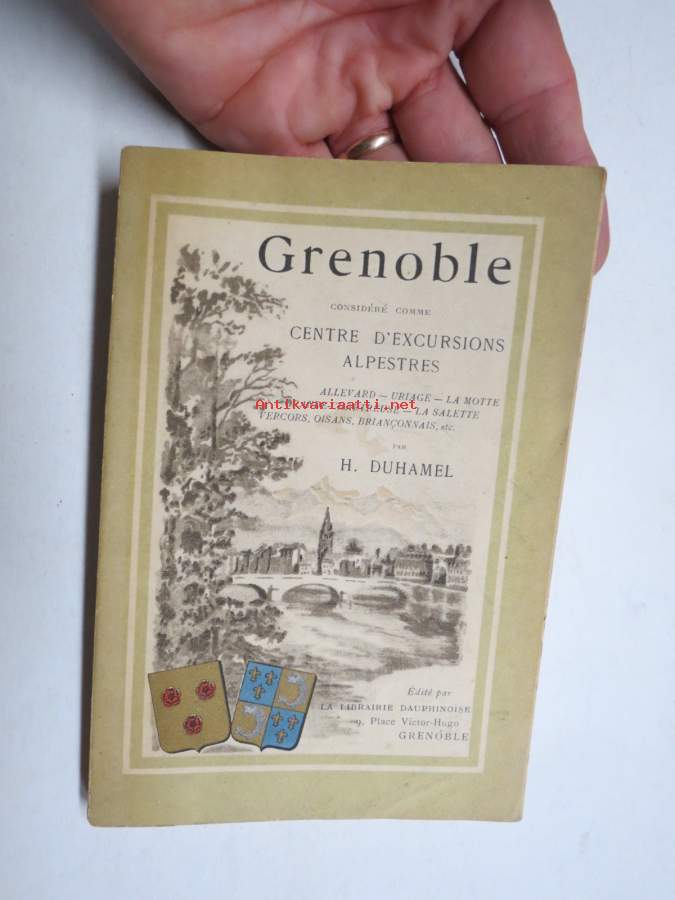 Grenoble
CONSIDÉRÉ COMME
CENTRE D'EXCURSIONS
ALPESTRES
ALLEVARD — URIAGE — LA MOTTE
Antikvariaatti.net
— LA SALETTE
VERCORS, OISANS, BRIANÇONNAIS, etc.
PAR
H. DUHAMEL
Édité par
LA LIBRAIRIE DAUPHINOISE
9, Place Victor-Hugo
GRENOBLE